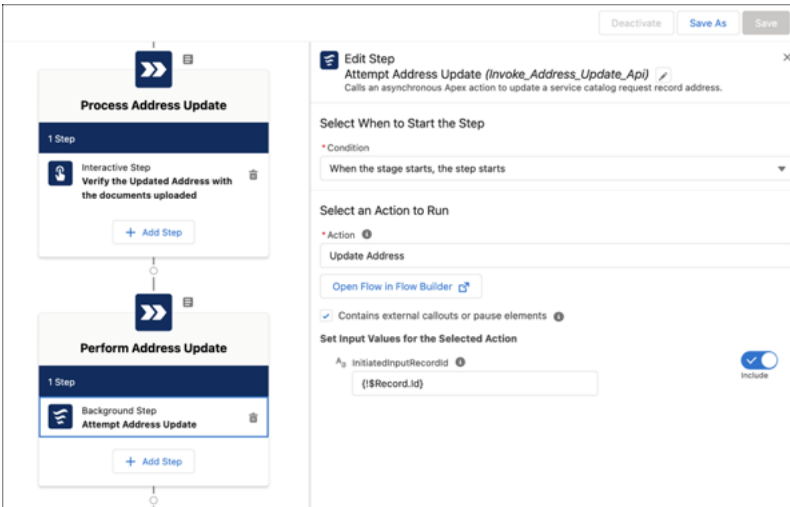 Deactivate
Save As
Save
Process Address Update
1 Step
Interactive Step
Verify the Updated Address with
the documents uploaded
+ Add Step
Perform Address Update
1 Step
Background Step
Attempt Address Update
+ Add Step
Edit Step
Attempt Address Update (Invoke_Address_Update_Api)
Calls an asynchronous Apex action to update a service catalog request record address.
Select When to Start the Step
*Condition
When the stage starts, the step starts
Select an Action to Run
*Action
Update Address
Open Flow in Flow Builder
Contains external callouts or pause elements
Set Input Values for the Selected Action
Aa InitiatedInputRecordId
{!$Record.Id}
Include